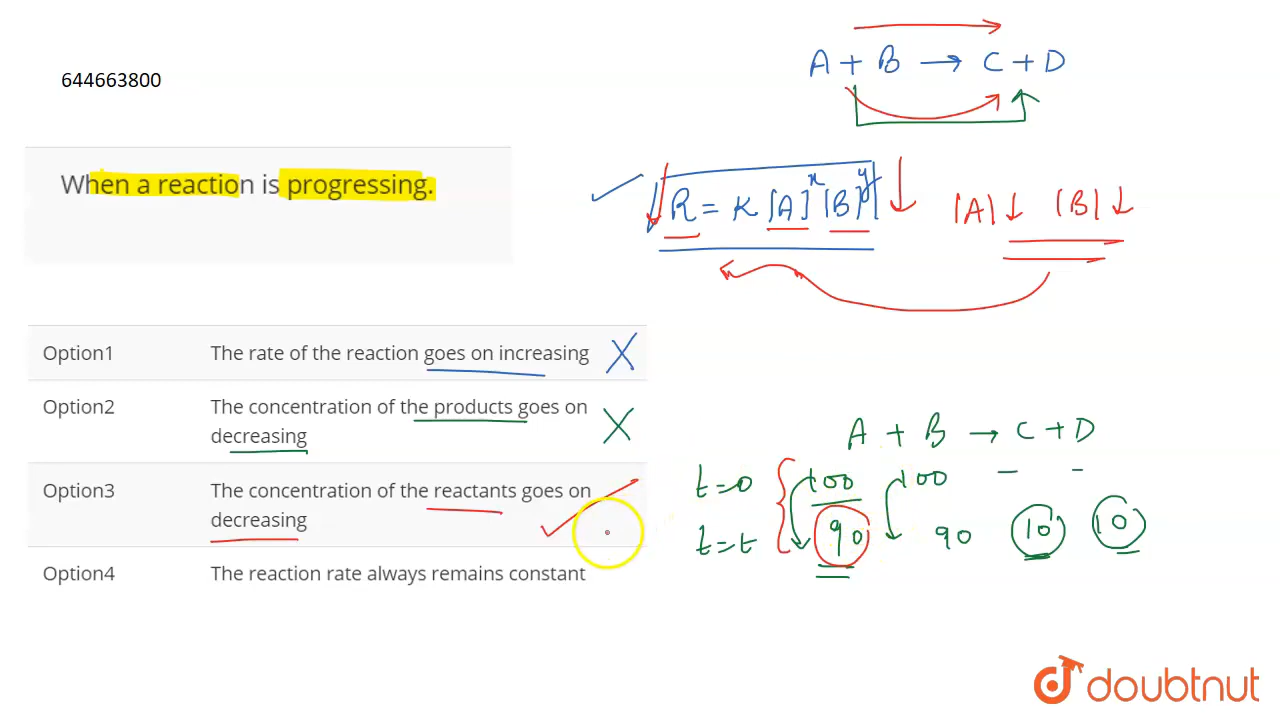 A + B → C + D
644663800
When a reaction is progressing.
R = K [A]^x [B]^y |A| ↓ |B| ↓
Option1 The rate of the reaction goes on increasing X
Option2 The concentration of the products goes on
decreasing X
A + B → C + D
Option3 The concentration of the reactants goes on
decreasing
t=0 100 100 – –
t=t 90 90 10 10
Option4 The reaction rate always remains constant
doubtnut